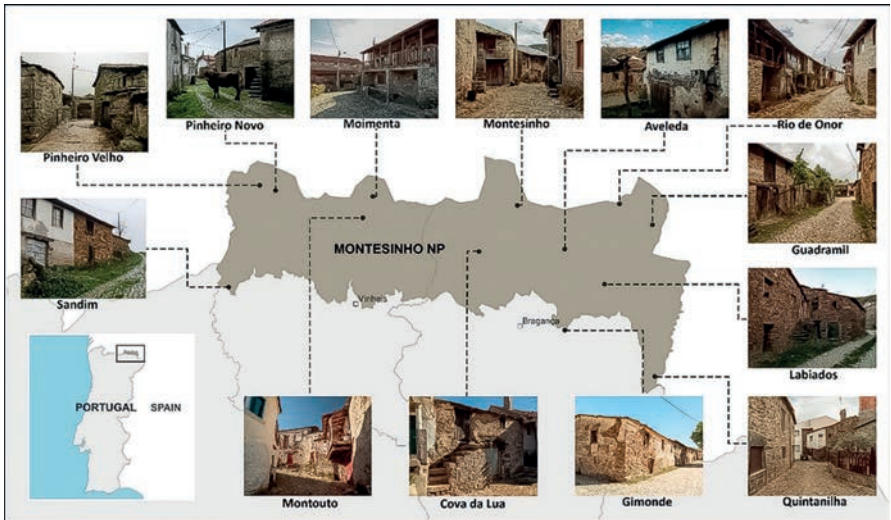 Pinheiro Velho
Pinheiro Novo
Moimenta
Montesinho
Aveleda
Rio de Onor
Guadramil
Sandim
MONTESINHO NP
Vinhais
Bragança
Labiados
PORTUGAL SPAIN
Montouto
Cova da Lua
Gimonde
Quintanilha